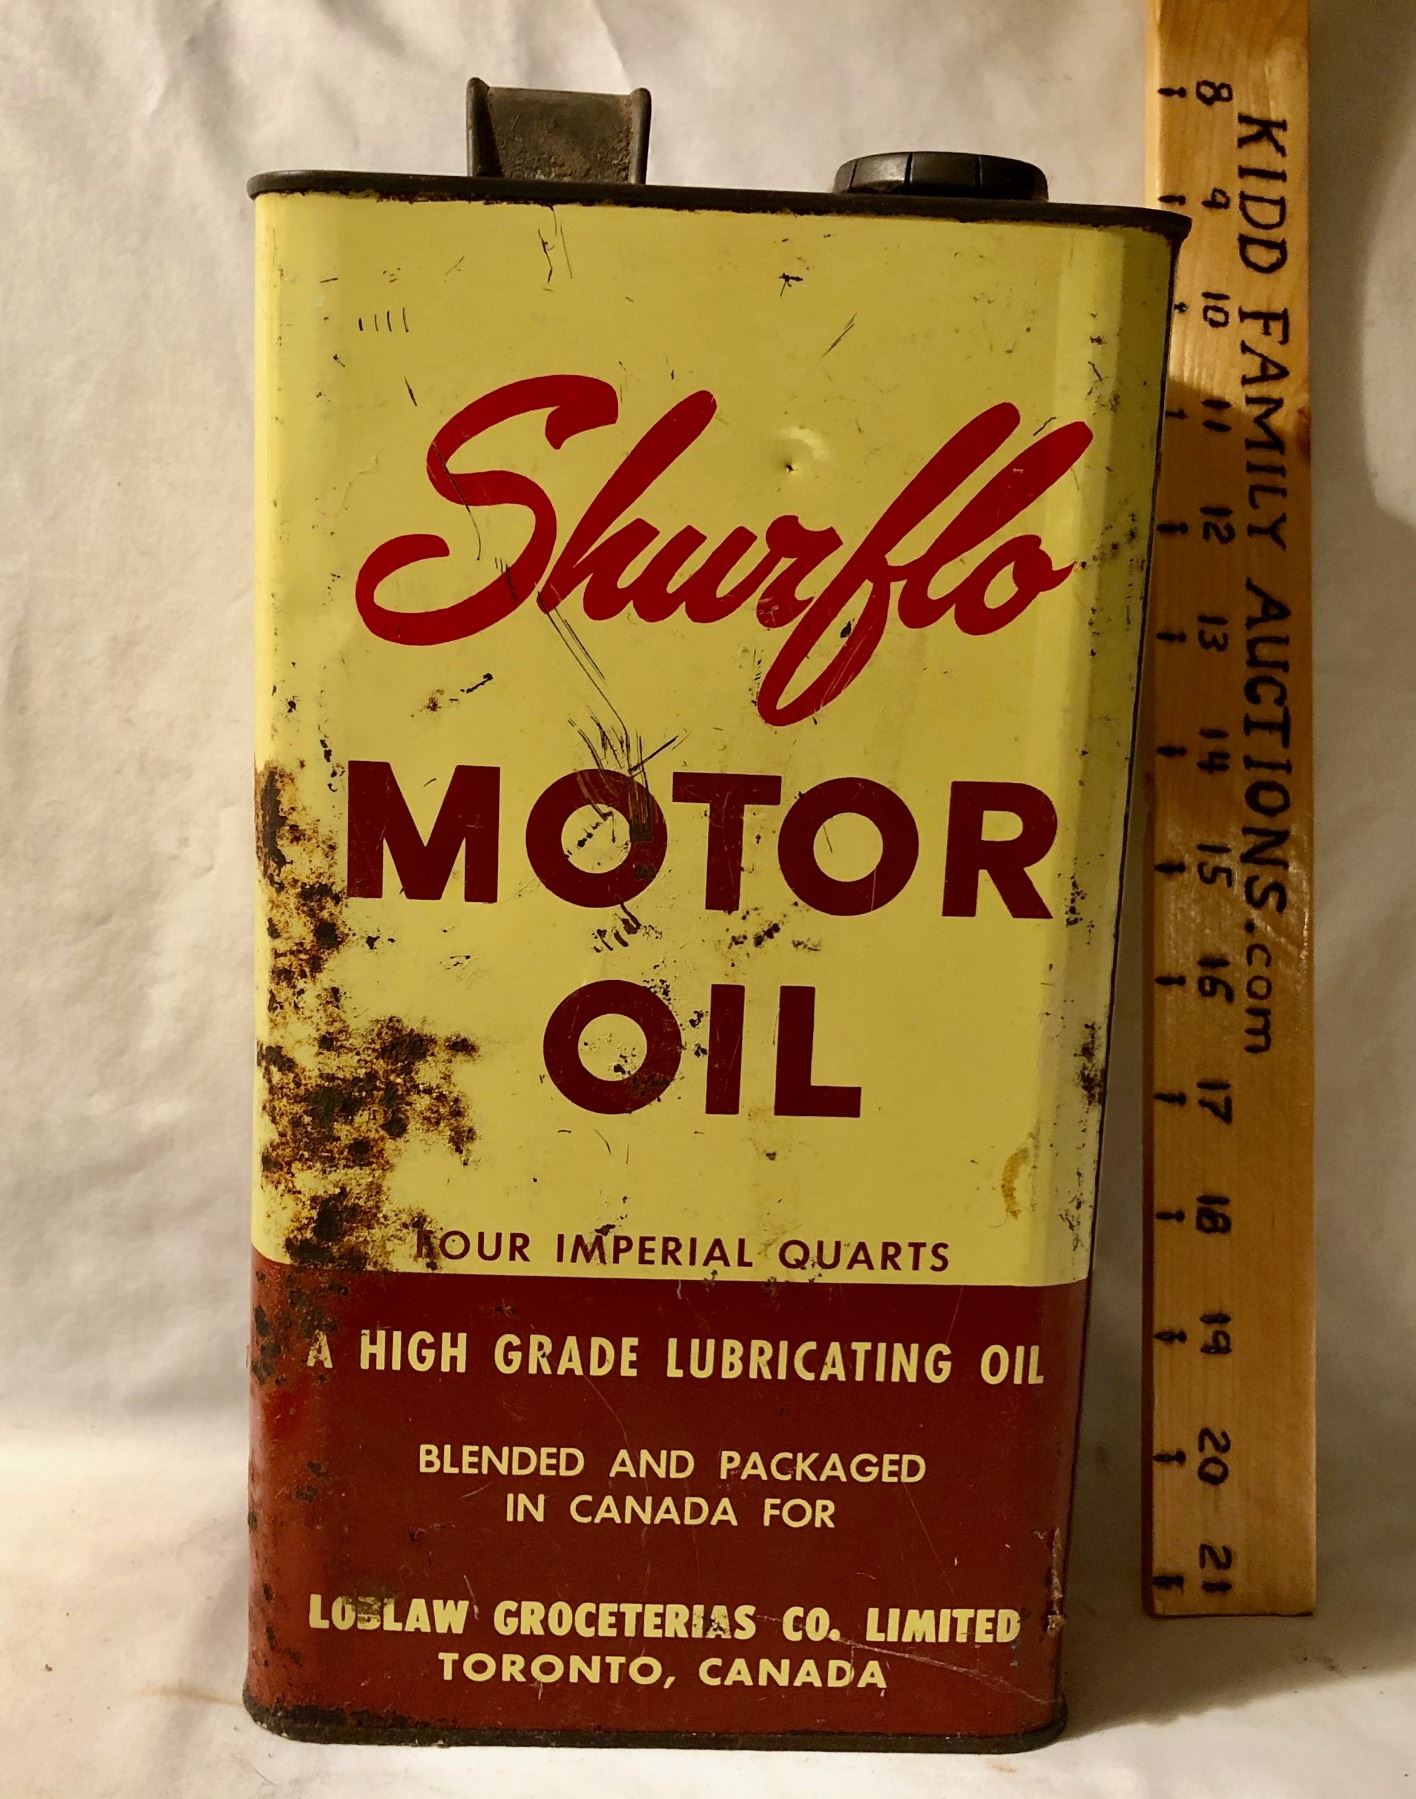 Shurflo
MOTOR
OIL
FOUR IMPERIAL QUARTS
A HIGH GRADE LUBRICATING OIL
BLENDED AND PACKAGED
IN CANADA FOR
LOBLAW GROCETERIAS CO. LIMITED
TORONTO, CANADA
KIDD FAMILY AUCTIONS.com
8 9 10 11 12 13 14 15 16 17 18 19 20 21